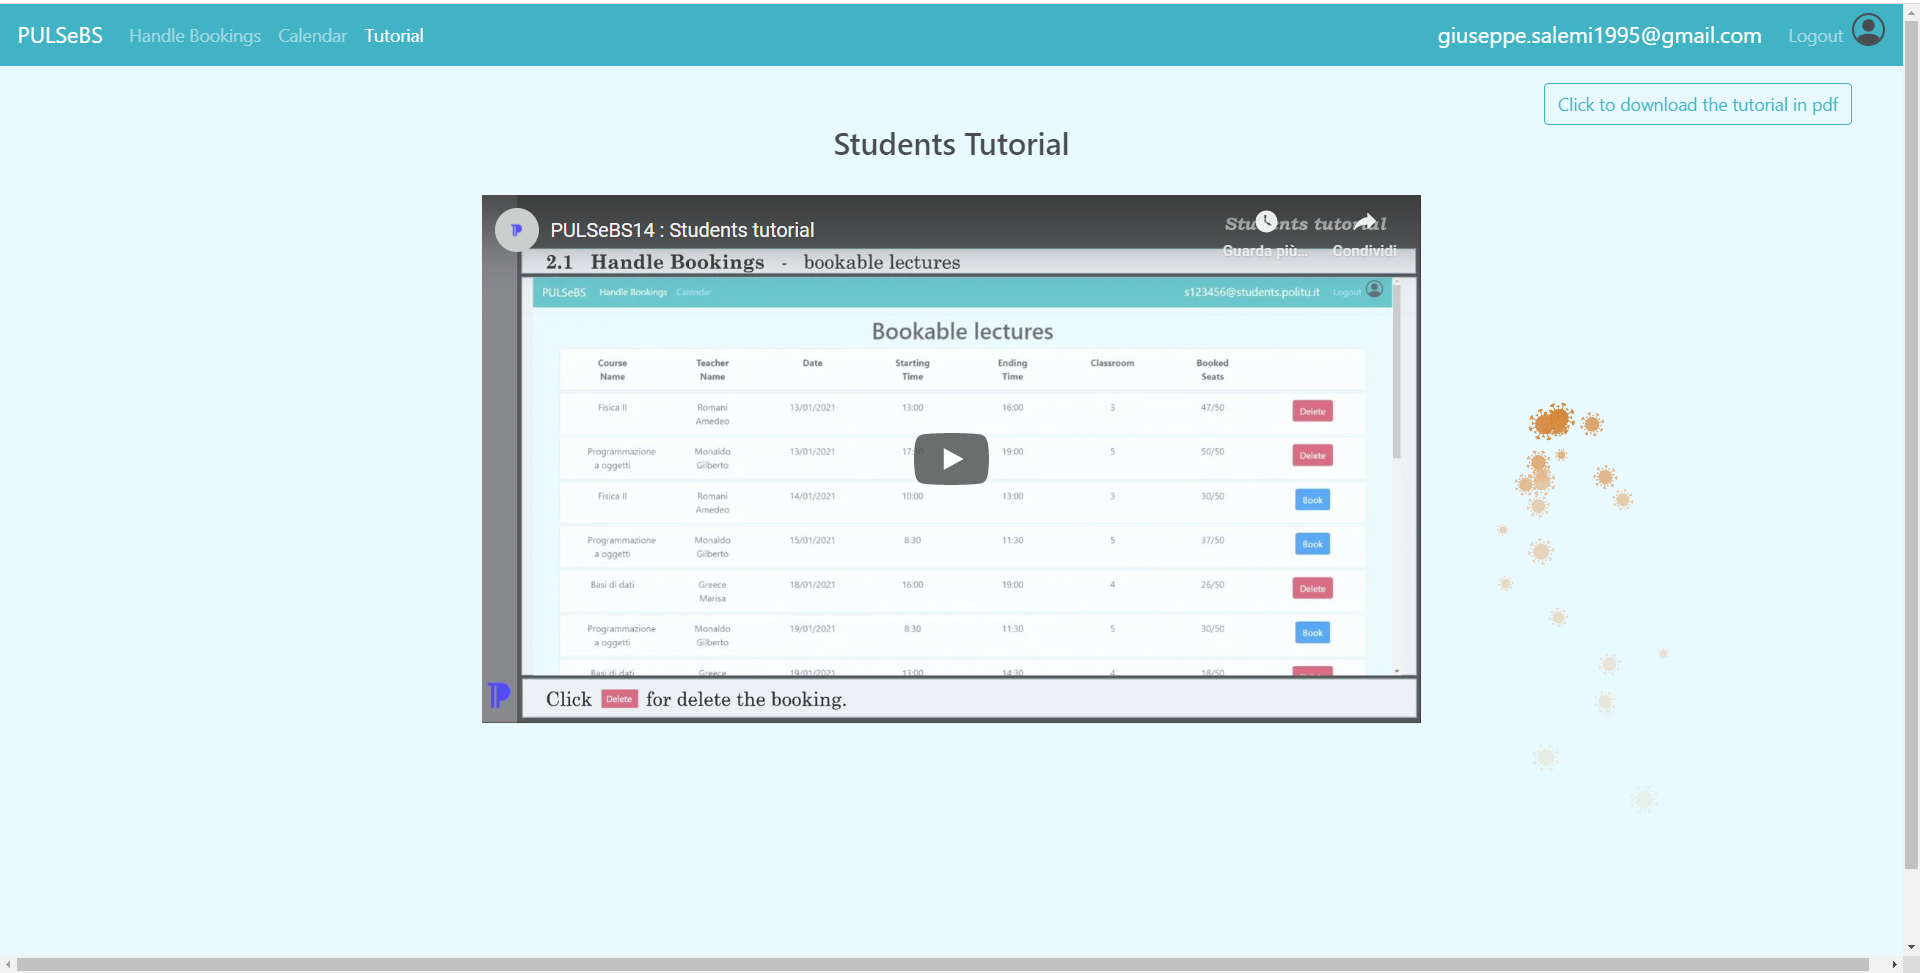 PULSeBS Handle Bookings Calendar Tutorial giuseppe.salemi1995@gmail.com Logout
Click to download the tutorial in pdf
Students Tutorial
PULSeBS14 : Students tutorial
Students tutorial
Guarda più... Condividi
2.1 Handle Bookings - bookable lectures
PULSeBS Handle Bookings Calendar s123456@students.politu.it Logout
Bookable lectures
Course Name Teacher Name Date Starting Time Ending Time Classroom Booked Seats
Fisica II Romani Amedeo 13/01/2021 13:00 16:00 3 47/50 Delete
Programmazione a oggetti Monaldo Gilberto 13/01/2021 19:00 5 50/50 Delete
Fisica II Romani Amedeo 14/01/2021 10:00 13:00 3 30/50 Book
Programmazione a oggetti Monaldo Gilberto 15/01/2021 8:30 11:30 5 37/50 Book
Basi di dati Greece Marisa 18/01/2021 16:00 19:00 4 26/50 Delete
Programmazione a oggetti Monaldo Gilberto 19/01/2021 8:30 11:30 5 30/50 Book
Basi di dati Greece 19/01/2021 13:00 14:30 4 18/50
Click Delete for delete the booking.